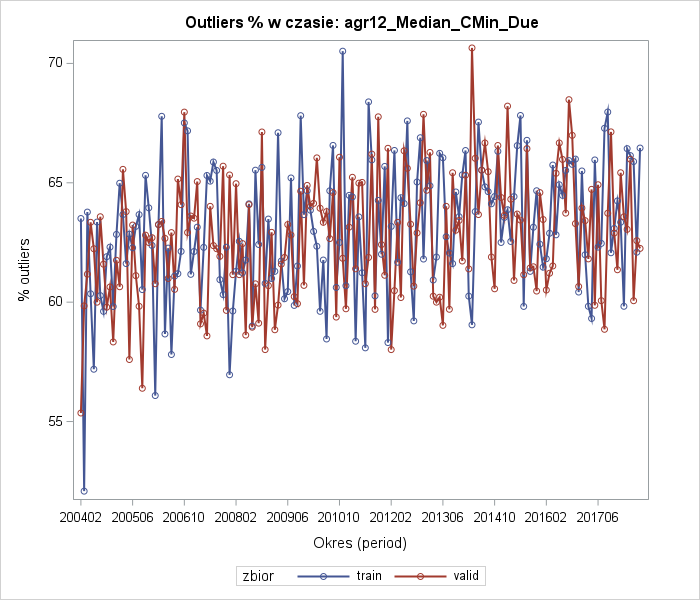 Outliers % w czasie: agr12_Median_CMin_Due
% outliers
70
65
60
55
200402 200506 200610 200802 200906 201010 201202 201306 201410 201602 201706
Okres (period)
zbior train valid